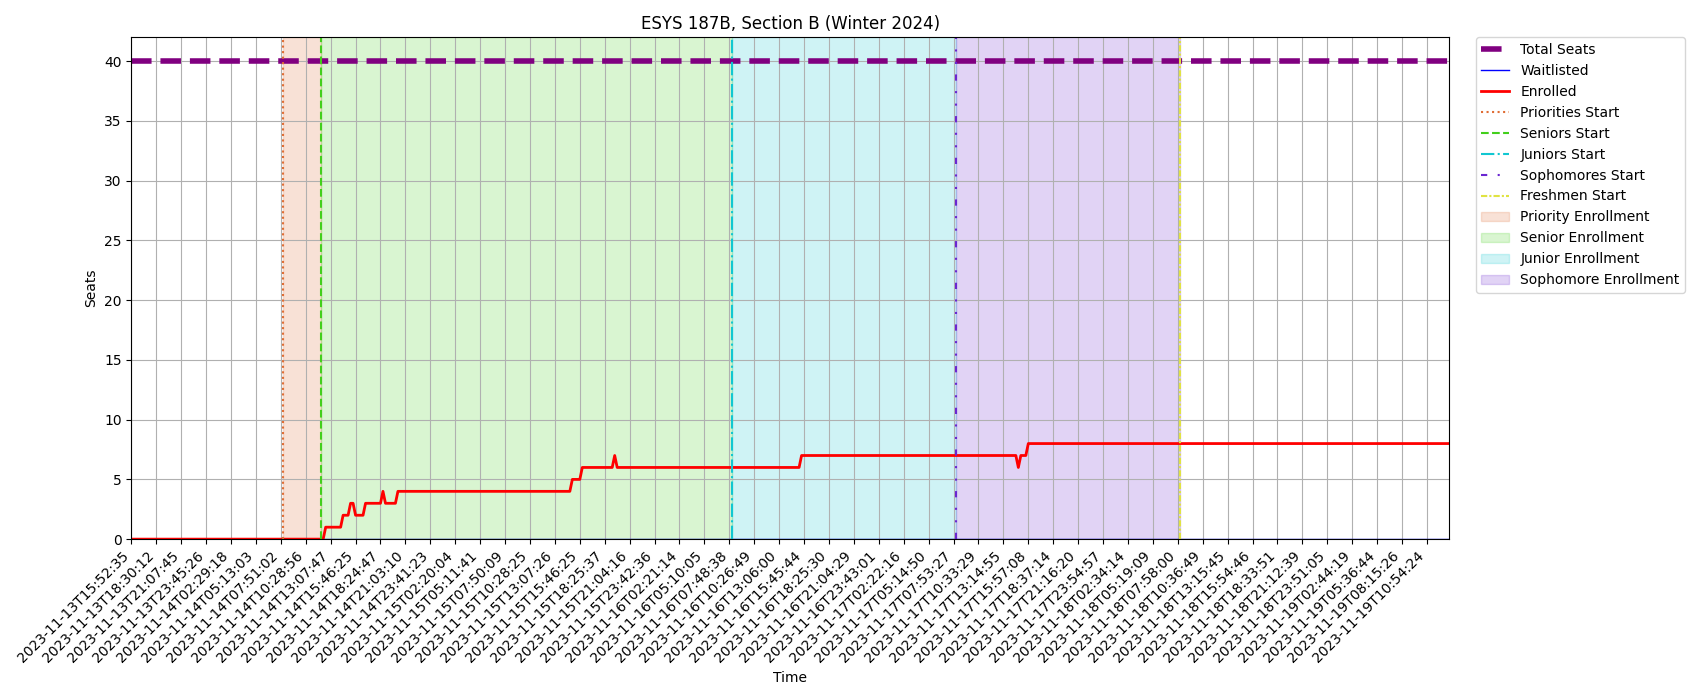 ESYS 187B, Section B (Winter 2024)
Seats
40
35
30
25
20
15
10
5
0
2023-11-13T15:52:35
2023-11-13T18:30:12
2023-11-13T21:07:45
2023-11-13T23:45:26
2023-11-14T02:29:18
2023-11-14T05:13:03
2023-11-14T07:51:02
2023-11-14T10:28:56
2023-11-14T13:07:47
2023-11-14T15:46:25
2023-11-14T18:24:47
2023-11-14T21:03:10
2023-11-14T23:41:23
2023-11-15T02:20:04
2023-11-15T05:11:41
2023-11-15T07:50:09
2023-11-15T10:28:25
2023-11-15T13:07:26
2023-11-15T15:46:25
2023-11-15T18:25:37
2023-11-15T21:04:16
2023-11-15T23:42:36
2023-11-16T02:21:14
2023-11-16T05:10:05
2023-11-16T07:48:38
2023-11-16T10:26:49
2023-11-16T13:06:00
2023-11-16T15:45:44
2023-11-16T18:25:30
2023-11-16T21:04:29
2023-11-16T23:43:01
2023-11-17T02:22:16
2023-11-17T05:14:50
2023-11-17T07:53:27
2023-11-17T10:33:29
2023-11-17T13:14:55
2023-11-17T15:57:08
2023-11-17T18:37:14
2023-11-17T21:16:20
2023-11-17T23:54:57
2023-11-18T02:34:14
2023-11-18T05:19:09
2023-11-18T07:58:00
2023-11-18T10:36:49
2023-11-18T13:15:45
2023-11-18T15:54:46
2023-11-18T18:33:51
2023-11-18T21:12:39
2023-11-18T23:51:05
2023-11-19T02:44:19
2023-11-19T05:36:44
2023-11-19T08:15:26
2023-11-19T10:54:24
Time
Total Seats
Waitlisted
Enrolled
Priorities Start
Seniors Start
Juniors Start
Sophomores Start
Freshmen Start
Priority Enrollment
Senior Enrollment
Junior Enrollment
Sophomore Enrollment